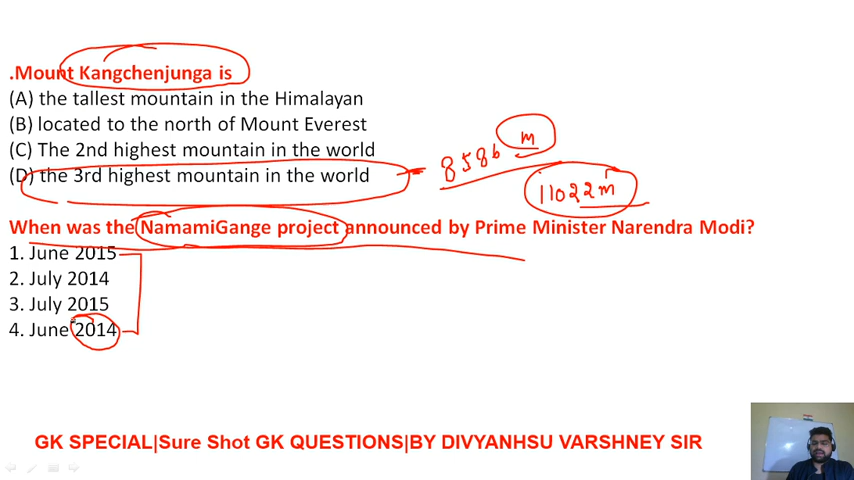 .Mount Kangchenjunga is
(A) the tallest mountain in the Himalayan
(B) located to the north of Mount Everest
(C) The 2nd highest mountain in the world
(D) the 3rd highest mountain in the world
8586 m
11022 m
When was the NamamiGange project announced by Prime Minister Narendra Modi?
1. June 2015
2. July 2014
3. July 2015
4. June 2014
GK SPECIAL|Sure Shot GK QUESTIONS|BY DIVYANHSU VARSHNEY SIR